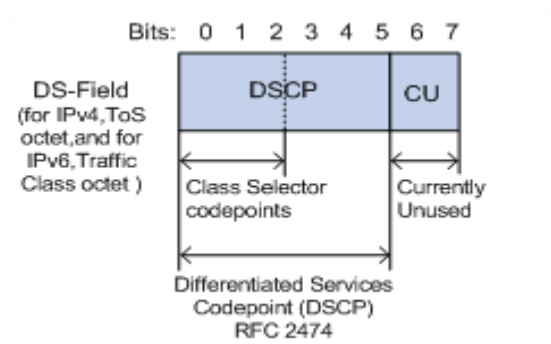 Bits: 0 1 2 3 4 5 6 7
DS-Field
(for IPv4,ToS
octet,and for
IPv6,Traffic
Class octet )
DSCP
CU
Class Selector
codepoints
Currently
Unused
Differentiated Services
Codepoint (DSCP)
RFC 2474